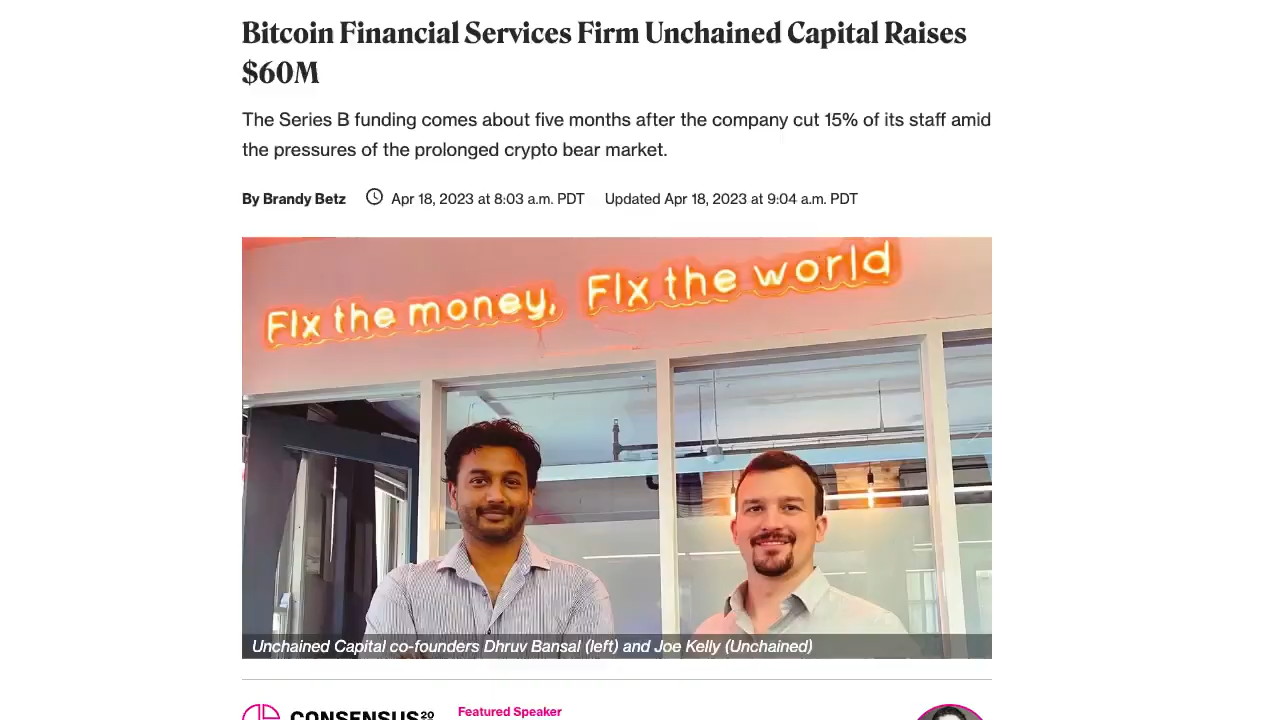 Bitcoin Financial Services Firm Unchained Capital Raises
$60M
The Series B funding comes about five months after the company cut 15% of its staff amid
the pressures of the prolonged crypto bear market.
By Brandy Betz Apr 18, 2023 at 8:03 a.m. PDT Updated Apr 18, 2023 at 9:04 a.m. PDT
FIx the money, FIx the world
Unchained Capital co-founders Dhruv Bansal (left) and Joe Kelly (Unchained)
CONSENSUS20 Featured Speaker